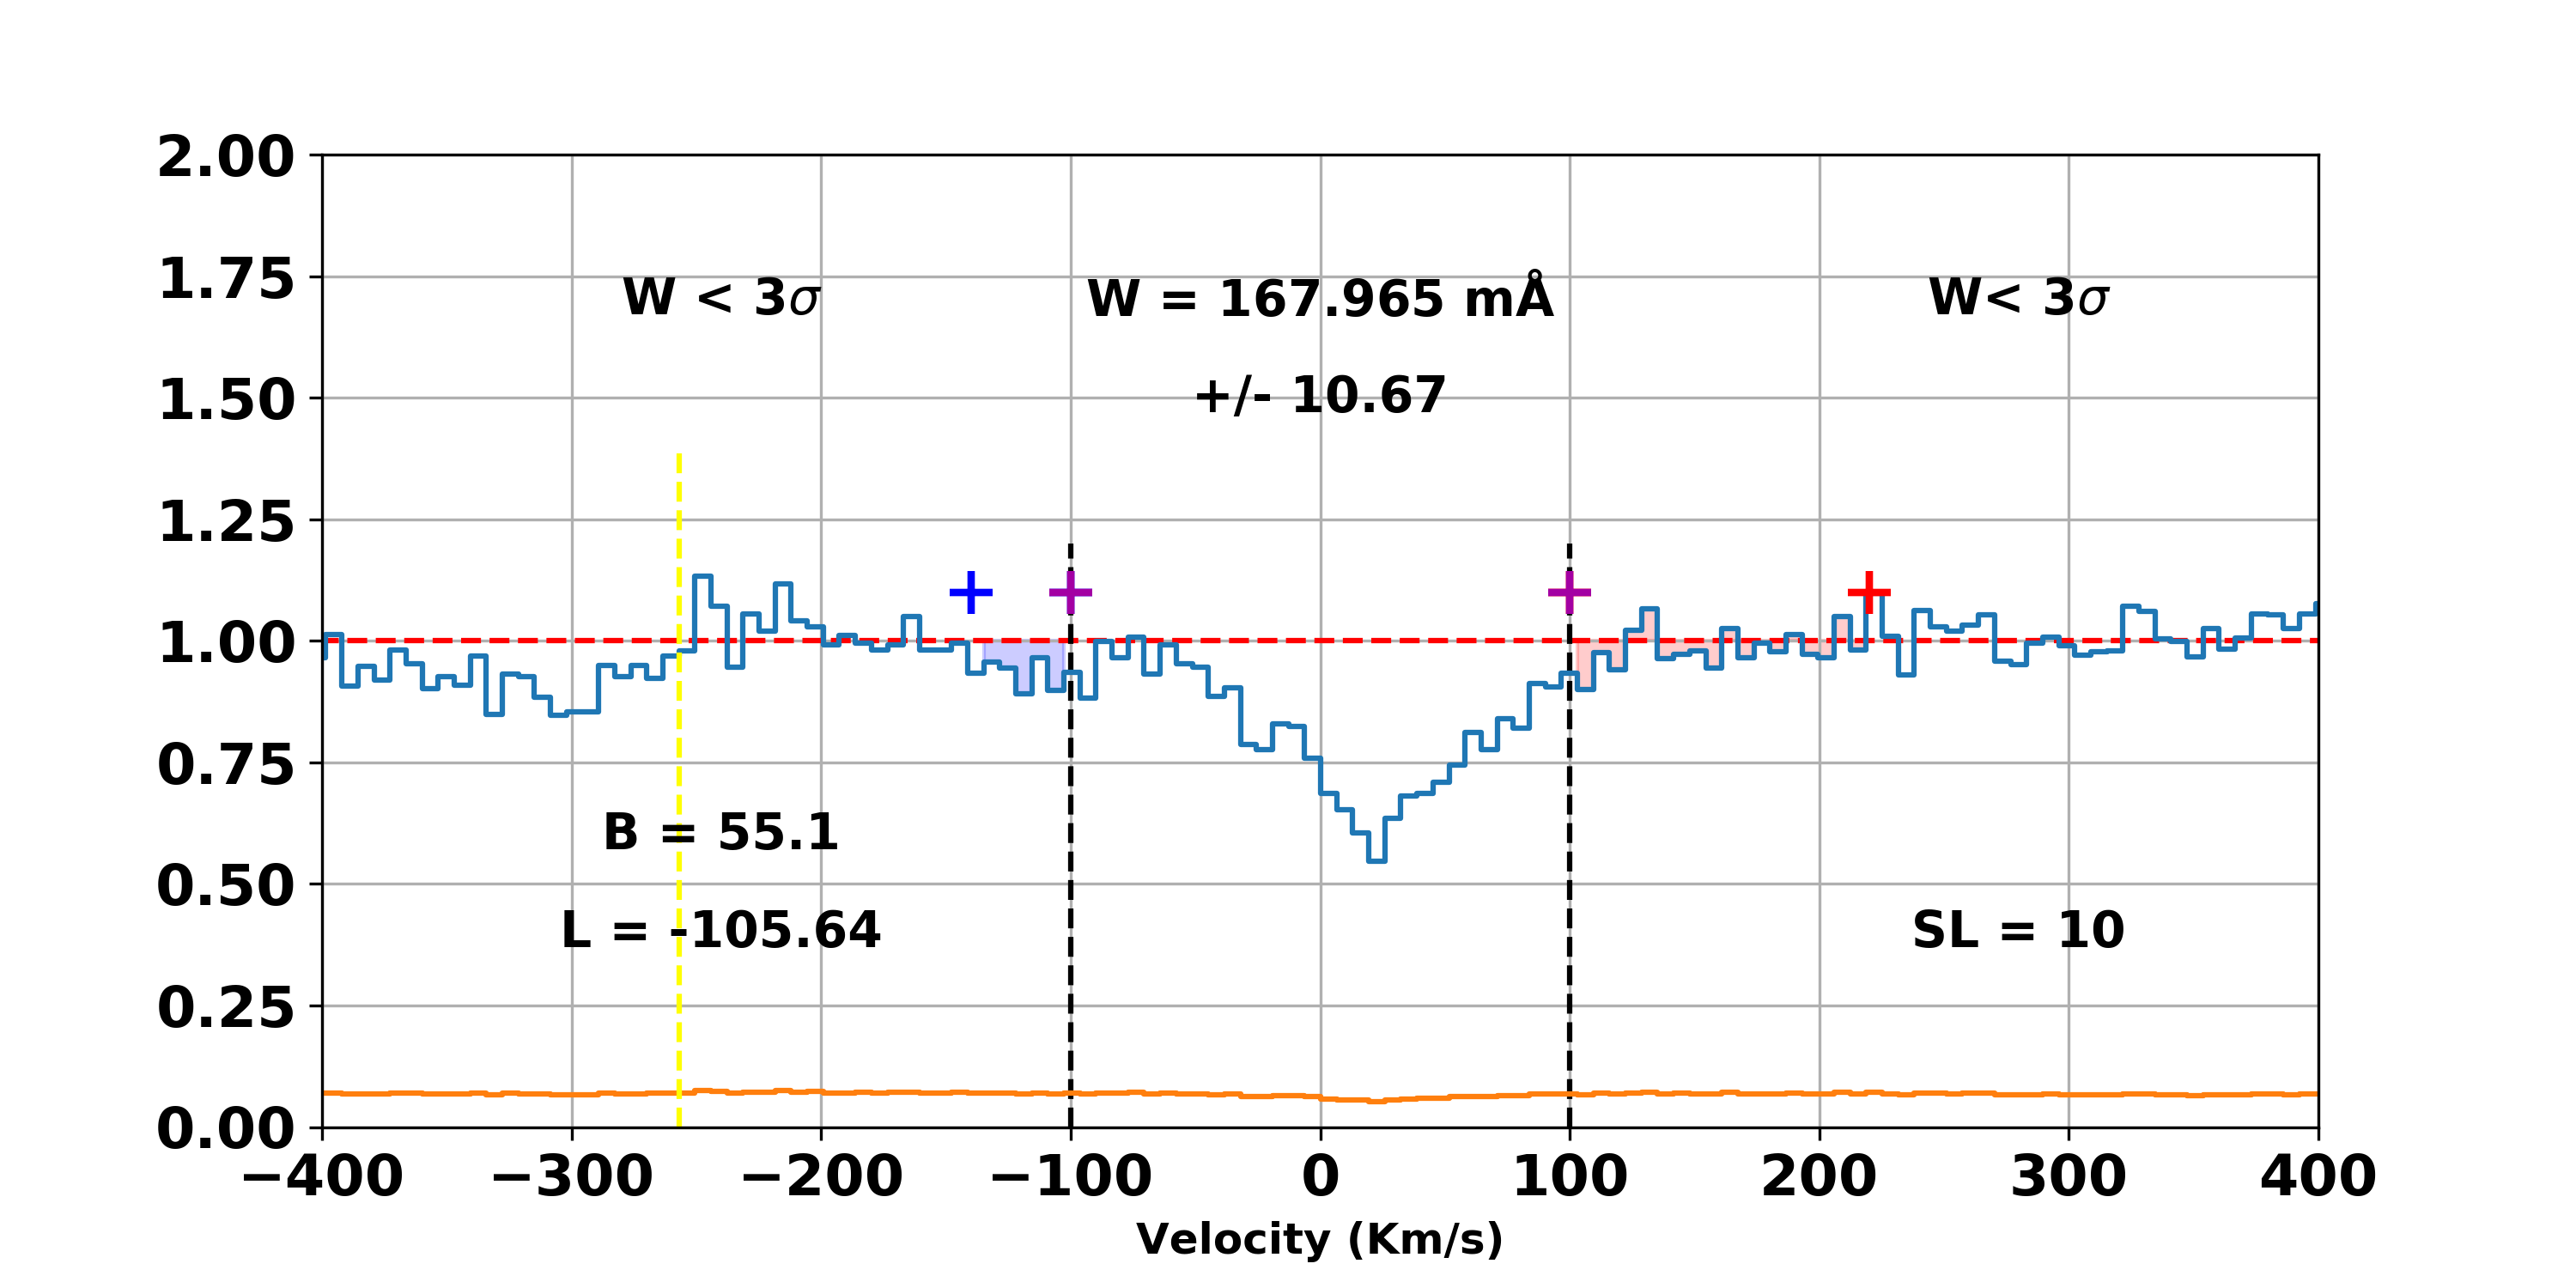 2.00
1.75
W < 3σ
W = 167.965 mÅ
W< 3σ
1.50
+/- 10.67
1.25
1.00
0.75
B = 55.1
0.50
L = -105.64
SL = 10
0.25
0.00
−400 −300 −200 −100 0 100 200 300 400
Velocity (Km/s)